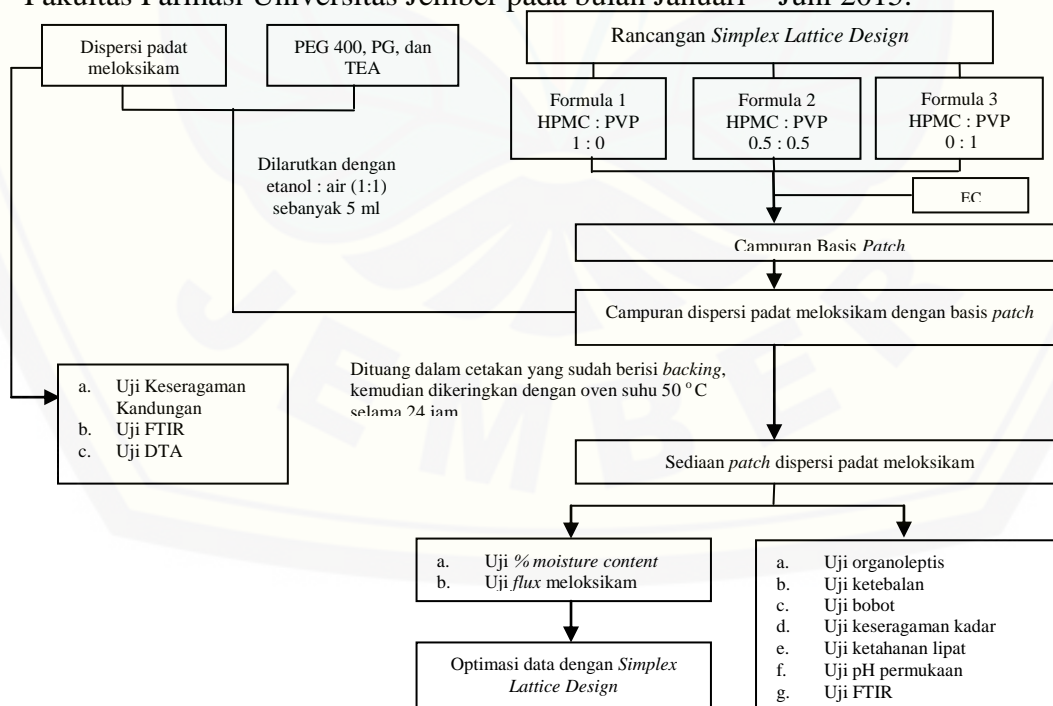 Fakultas Farmasi Universitas Jember pada bulan Januari – Juni 2015.
Dispersi padat
meloksikam
PEG 400, PG, dan
TEA
Rancangan Simplex Lattice Design
Formula 1
HPMC : PVP
1 : 0
Formula 2
HPMC : PVP
0.5 : 0.5
Formula 3
HPMC : PVP
0 : 1
Dilarutkan dengan
etanol : air (1:1)
sebanyak 5 ml
EC
Campuran Basis Patch
Campuran dispersi padat meloksikam dengan basis patch
Dituang dalam cetakan yang sudah berisi backing,
kemudian dikeringkan dengan oven suhu 50 °C
selama 24 jam
a. Uji Keseragaman
Kandungan
b. Uji FTIR
c. Uji DTA
Sediaan patch dispersi padat meloksikam
a. Uji % moisture content
b. Uji flux meloksikam
a. Uji organoleptis
b. Uji ketebalan
c. Uji bobot
d. Uji keseragaman kadar
e. Uji ketahanan lipat
f. Uji pH permukaan
g. Uji FTIR
Optimasi data dengan Simplex
Lattice Design
JEMBER